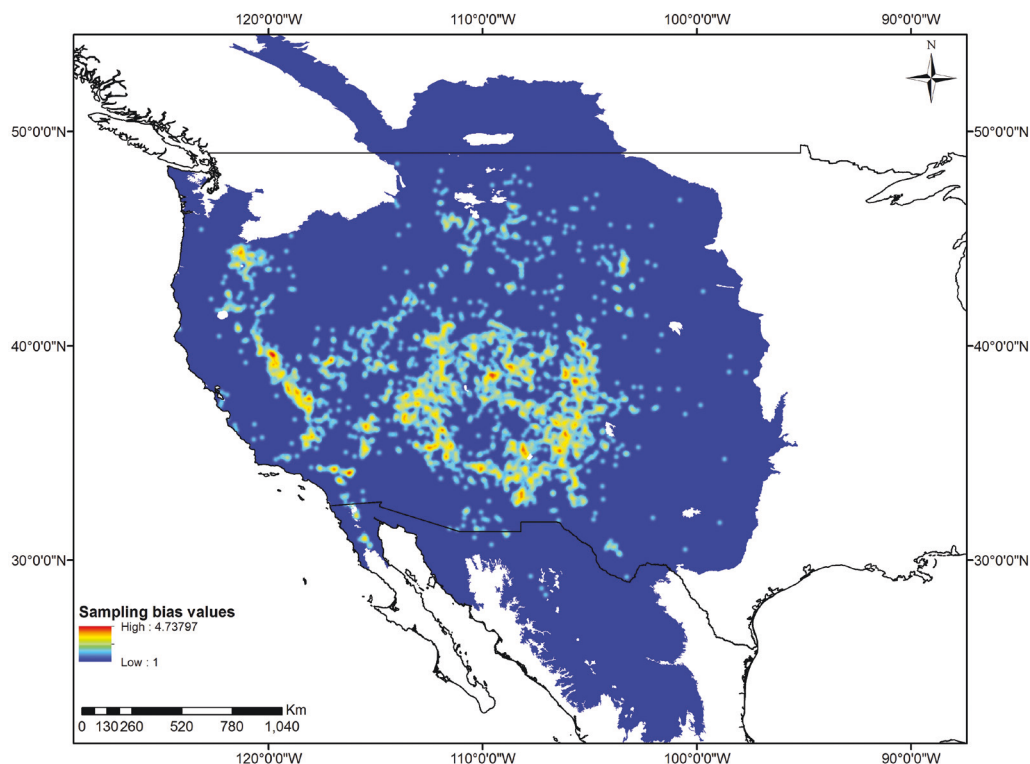 120°0'0"W 110°0'0"W 100°0'0"W 90°0'0"W
N
50°0'0"N 50°0'0"N
40°0'0"N 40°0'0"N
30°0'0"N 30°0'0"N
Sampling bias values
High : 4.73797
Low : 1
Km
0 130 260 520 780 1,040
120°0'0"W 110°0'0"W 100°0'0"W 90°0'0"W